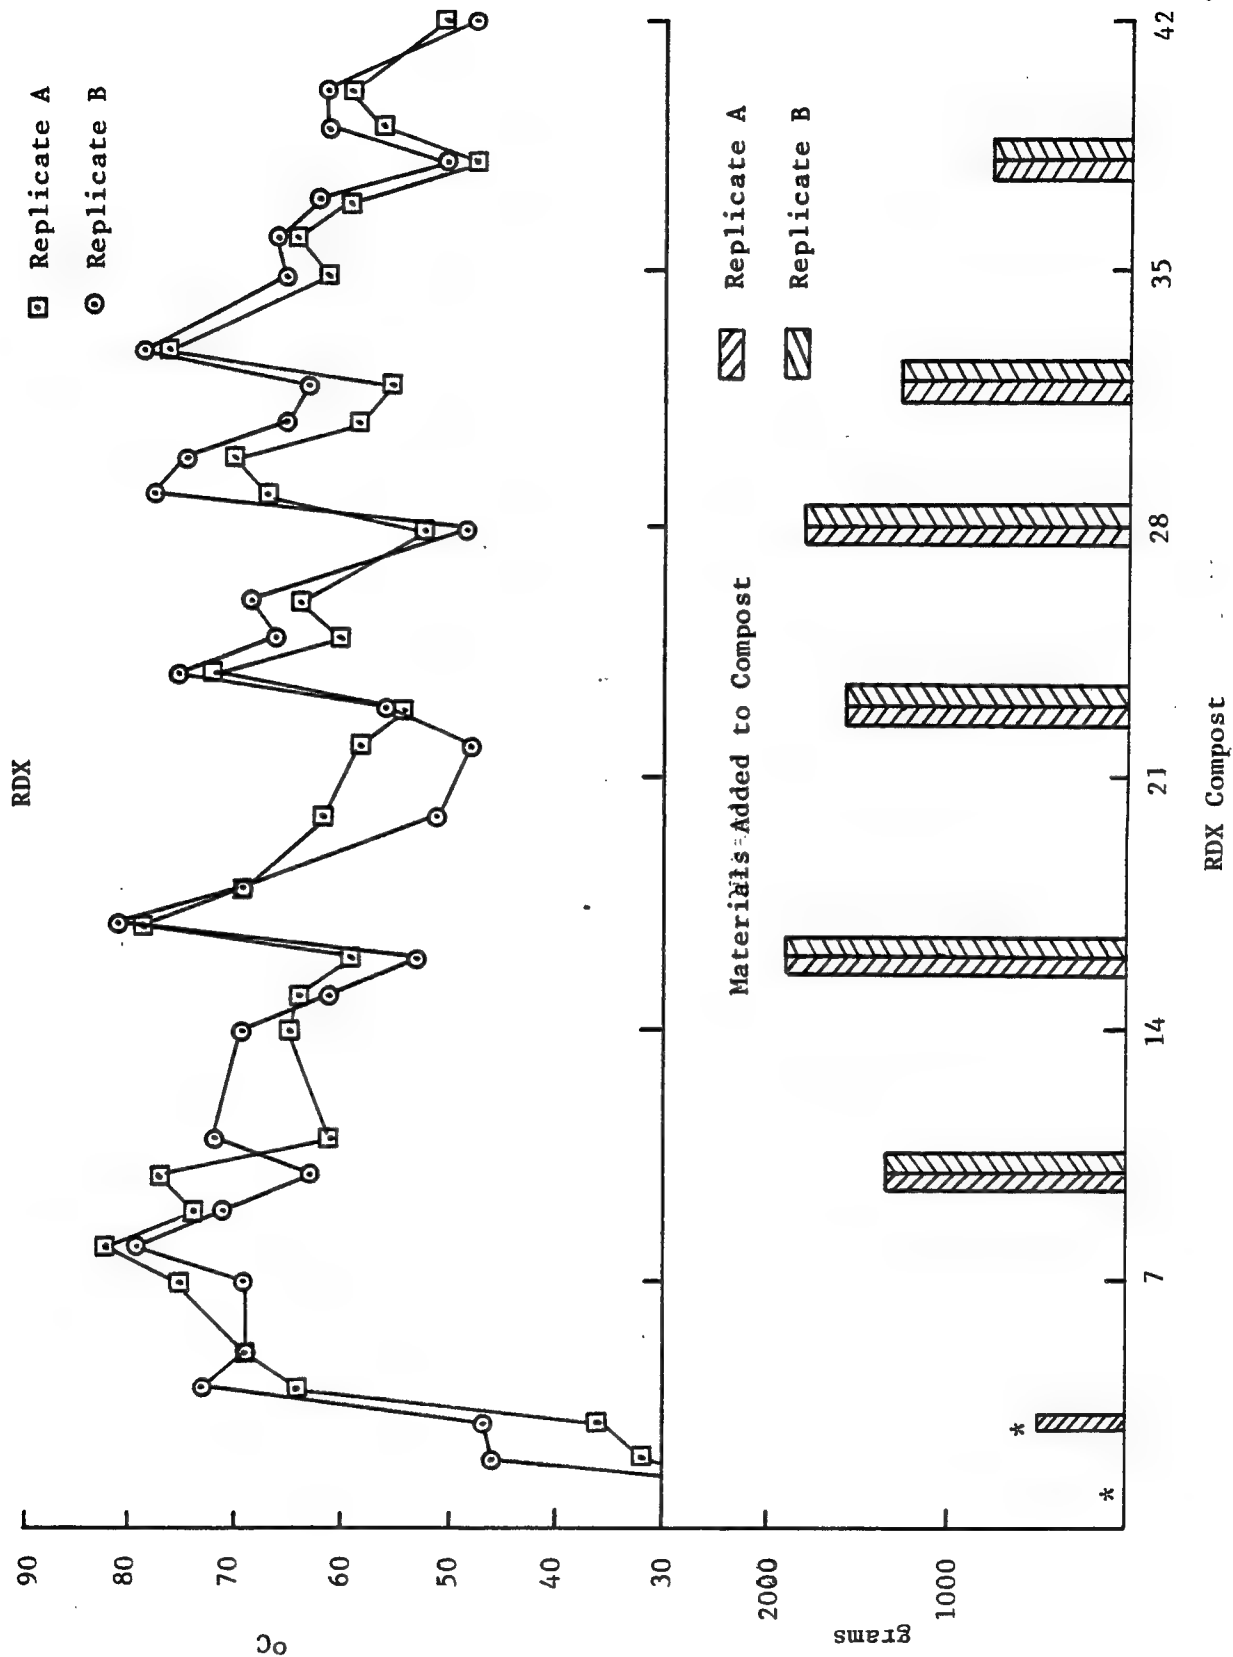 RDX
Replicate A
Replicate B
90
80
70
60
50
40
30
°C
Materials Added to Compost
Replicate A
Replicate B
2000
1000
grams
*
*
7
14
21
28
35
42
RDX Compost